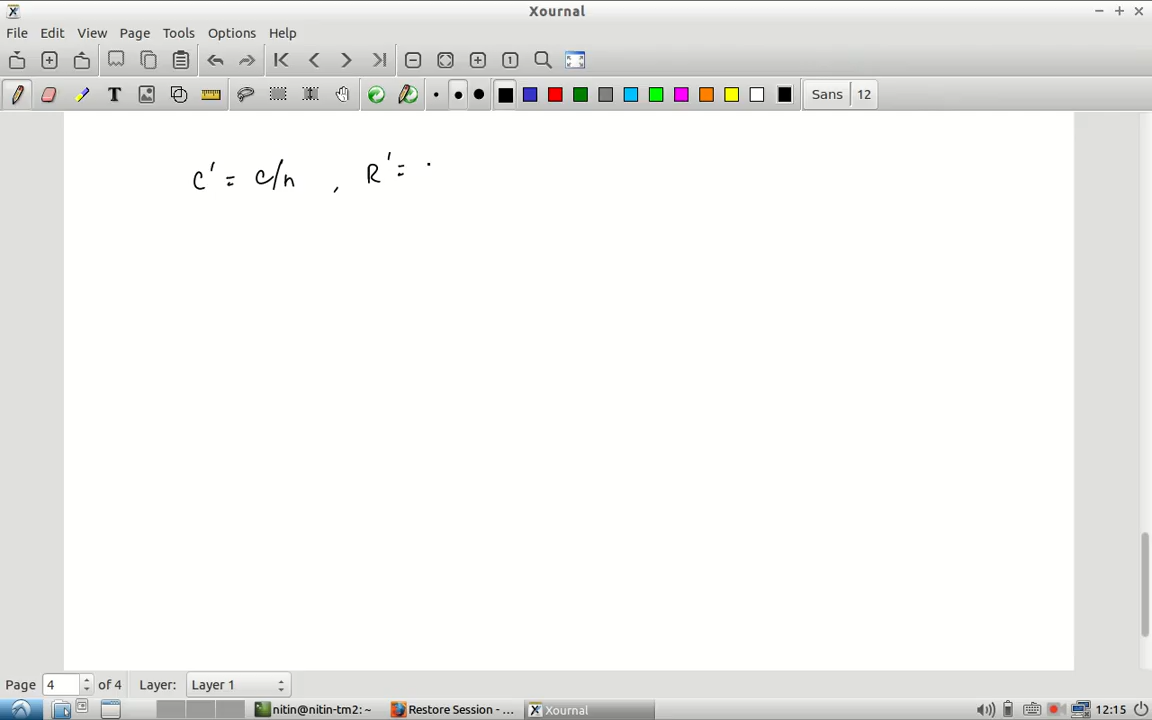 Xournal
File Edit View Page Tools Options Help
T Sans 12
C' = C/n , R' =
Page 4 of 4 Layer: Layer 1
nitin@nitin-tm2: ~ Restore Session - ... Xournal 12:15